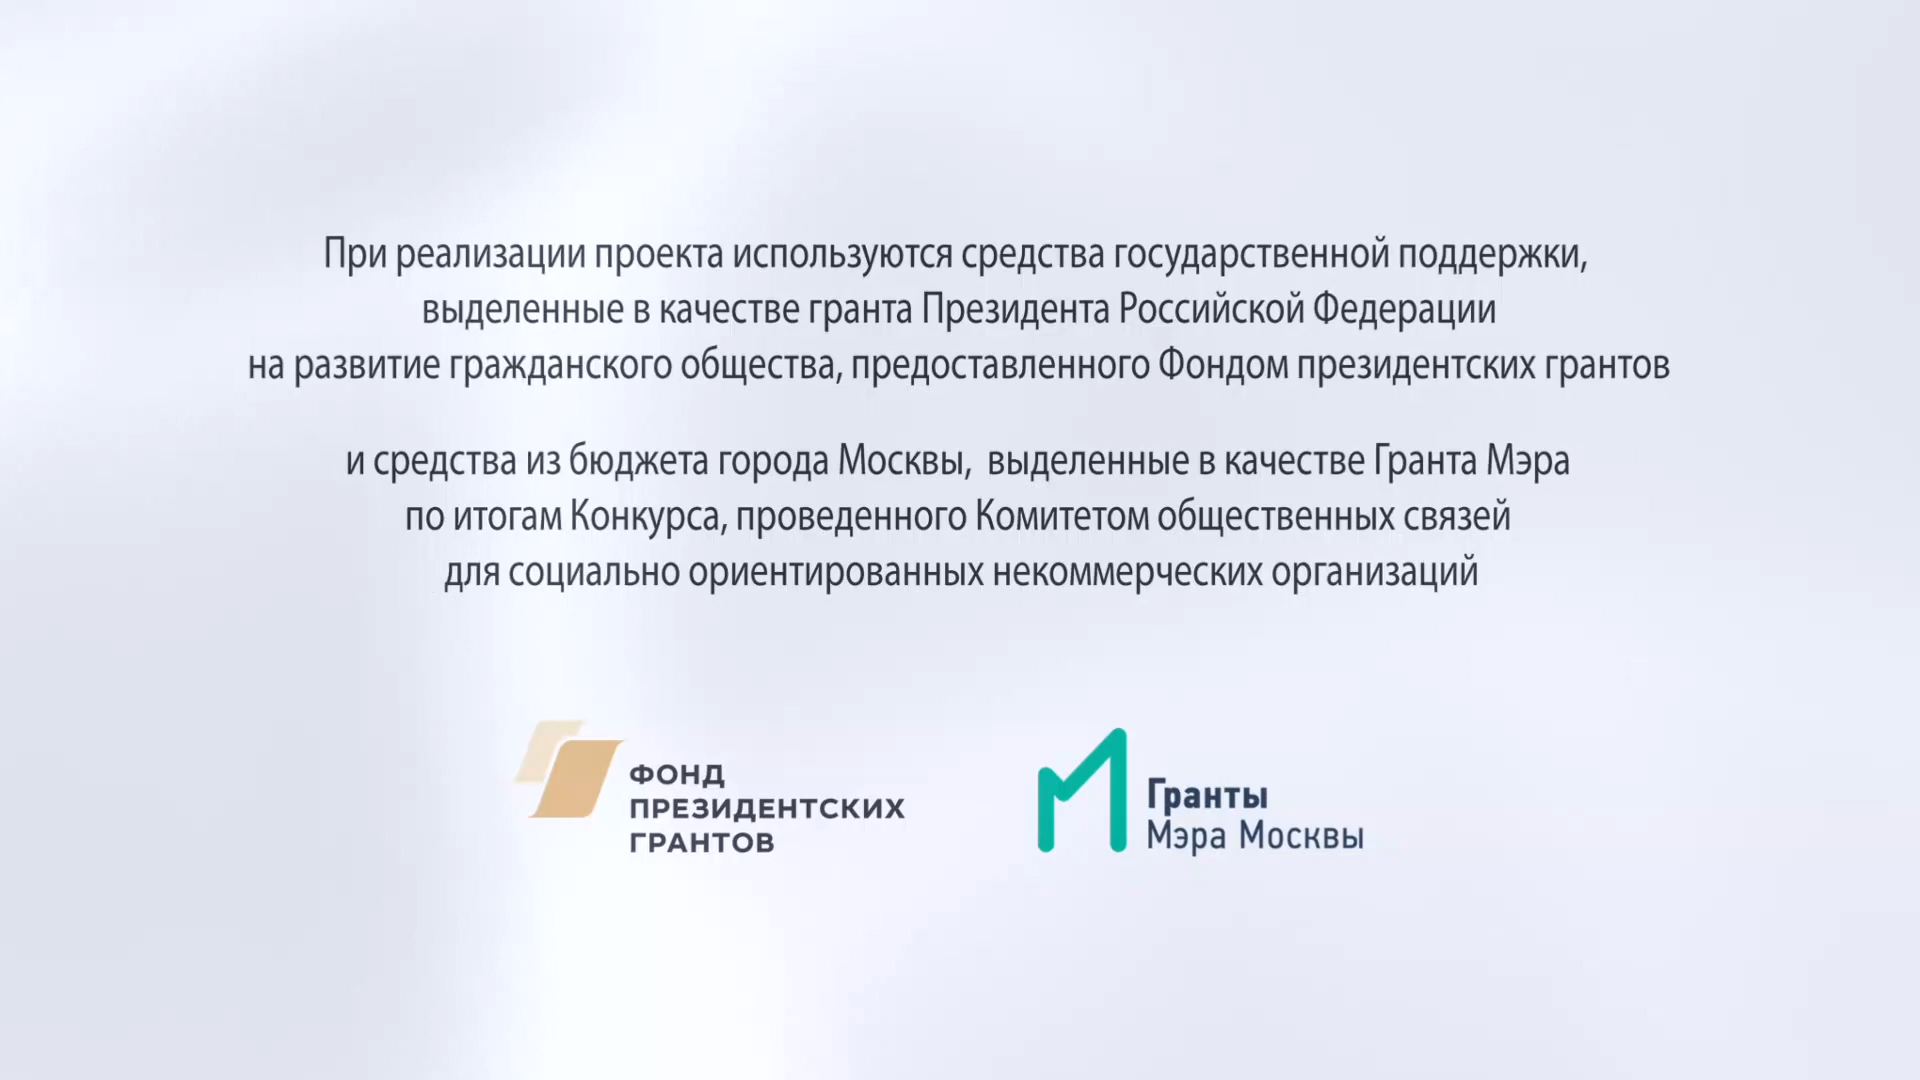 При реализации проекта используются средства государственной поддержки,
выделенные в качестве гранта Президента Российской Федерации
на развитие гражданского общества, предоставленного Фондом президентских грантов
и средства из бюджета города Москвы, выделенные в качестве Гранта Мэра
по итогам Конкурса, проведенного Комитетом общественных связей
для социально ориентированных некоммерческих организаций
ФОНД
ПРЕЗИДЕНТСКИХ
ГРАНТОВ
Гранты
Мэра Москвы